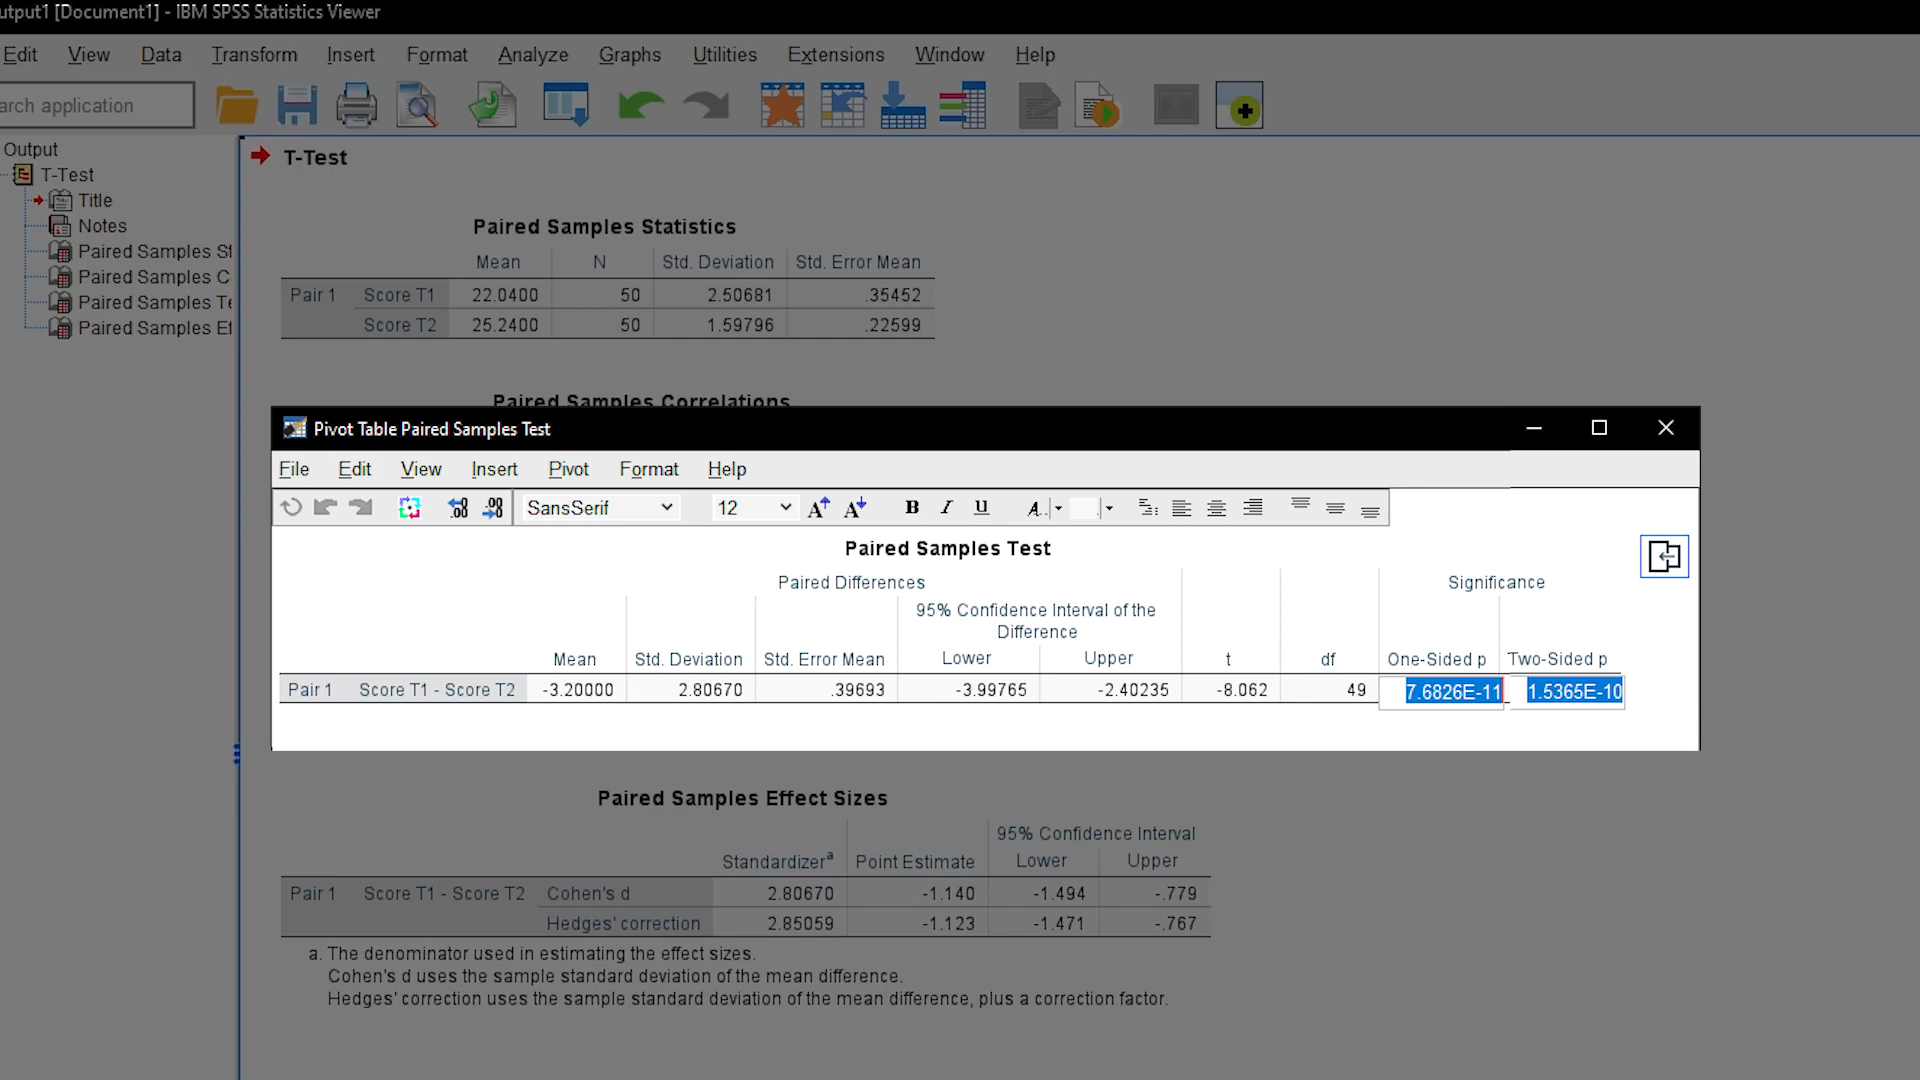 utput1 [Document1] - IBM SPSS Statistics Viewer
Edit View Data Transform Insert Format Analyze Graphs Utilities Extensions Window Help
arch application
Output
T-Test
Title
Notes
Paired Samples St
Paired Samples C
Paired Samples Te
Paired Samples Ef
T-Test
Paired Samples Statistics
Mean N Std. Deviation Std. Error Mean
Pair 1 Score T1 22.0400 50 2.50681 .35452
Score T2 25.2400 50 1.59796 .22599
Paired Samples Correlations
Pivot Table Paired Samples Test
File Edit View Insert Pivot Format Help
SansSerif 12 A A B I U A
Paired Samples Test
Paired Differences Significance
95% Confidence Interval of the
Difference
Mean Std. Deviation Std. Error Mean Lower Upper t df One-Sided p Two-Sided p
Pair 1 Score T1 - Score T2 -3.20000 2.80670 .39693 -3.99765 -2.40235 -8.062 49 7.6826E-11 1.5365E-10
Paired Samples Effect Sizes
95% Confidence Interval
Standardizerª Point Estimate Lower Upper
Pair 1 Score T1 - Score T2 Cohen's d 2.80670 -1.140 -1.494 -.779
Hedges' correction 2.85059 -1.123 -1.471 -.767
a. The denominator used in estimating the effect sizes.
Cohen's d uses the sample standard deviation of the mean difference.
Hedges' correction uses the sample standard deviation of the mean difference, plus a correction factor.